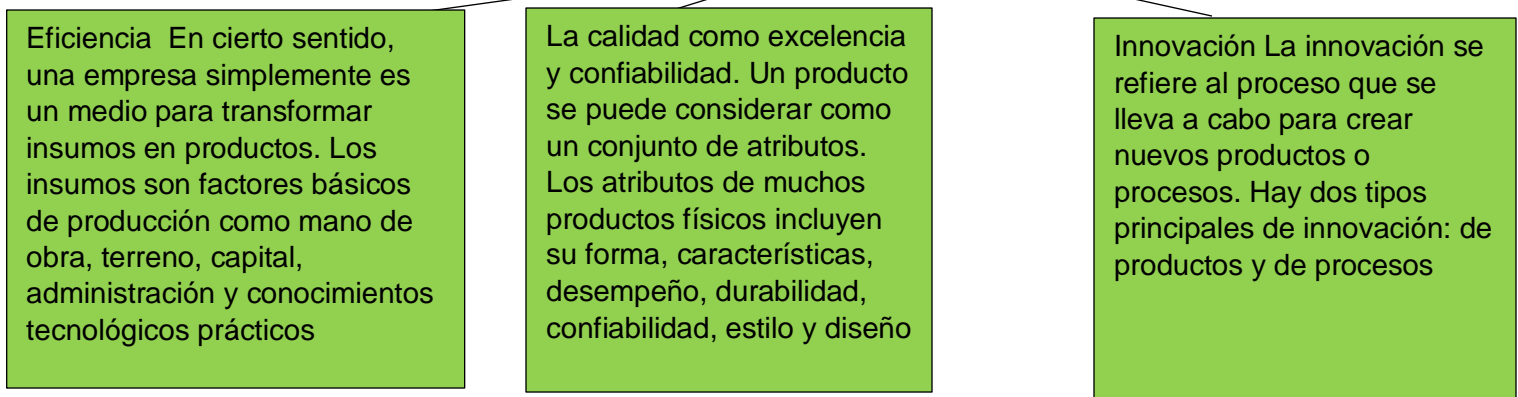 Eficiencia  En cierto sentido,
una empresa simplemente es
un medio para transformar
insumos en productos. Los
insumos son factores básicos
de producción como mano de
obra, terreno, capital,
administración y conocimientos
tecnológicos prácticos
La calidad como excelencia
y confiabilidad. Un producto
se puede considerar como
un conjunto de atributos.
Los atributos de muchos
productos físicos incluyen
su forma, características,
desempeño, durabilidad,
confiabilidad, estilo y diseño
Innovación La innovación se
refiere al proceso que se
lleva a cabo para crear
nuevos productos o
procesos. Hay dos tipos
principales de innovación: de
productos y de procesos